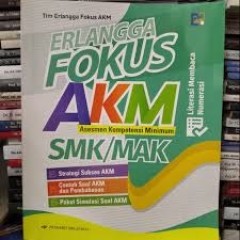 Tim Erlangga Fokus AKM
ERLANGGA
FOKUS
AKM
Asesmen Kompetensi Minimum
SMK/MAK
Literasi Membaca
Numerasi
Strategi Sukses AKM
Contoh Soal AKM
dan Pembahasan
Paket Simulasi Soal AKM